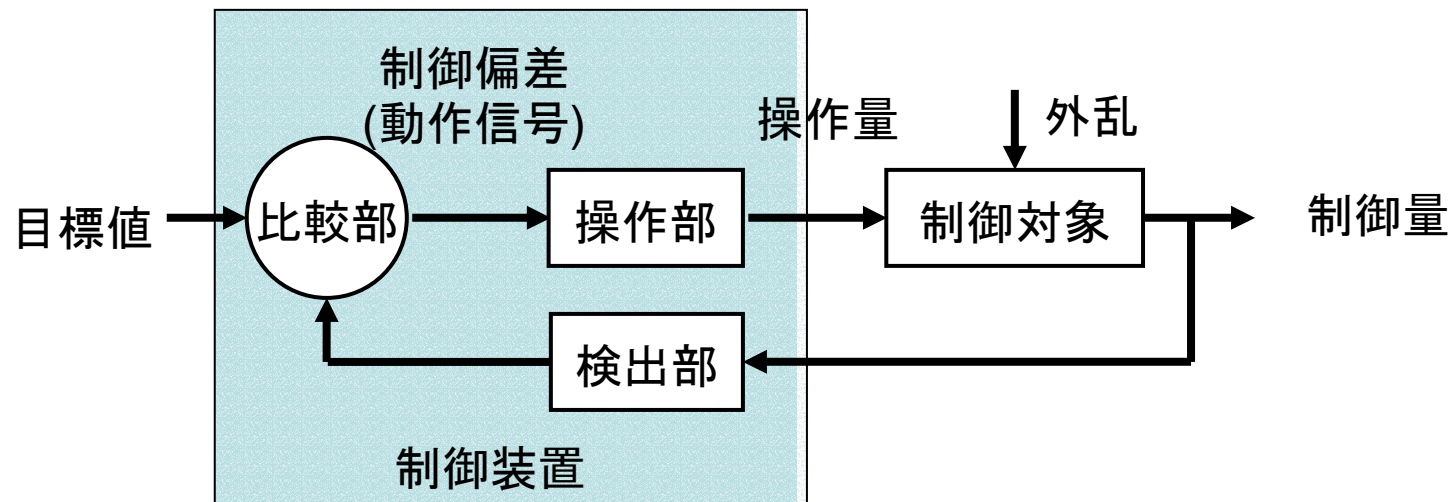 制御偏差
(動作信号)
操作量
外乱
目標値
比較部
操作部
制御対象
制御量
検出部
制御装置